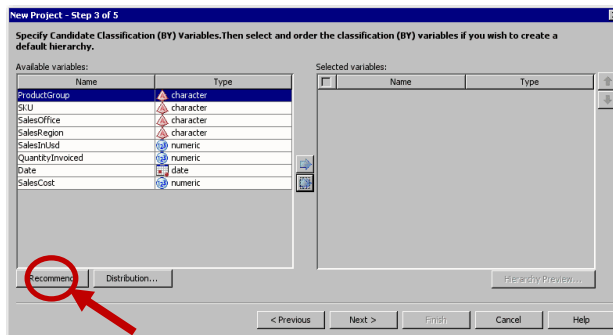 New Project - Step 3 of 5
Specify Candidate Classification (BY) Variables.Then select and order the classification (BY) variables if you wish to create a
default hierarchy.
Available variables:
Selected variables:
Name Type
Name Type
ProductGroup character
SKU character
SalesOffice character
SalesRegion character
SalesInUsd numeric
QuantityInvoiced numeric
Date date
SalesCost numeric
Recommend Distribution... Hierarchy Preview...
< Previous Next > Finish Cancel Help